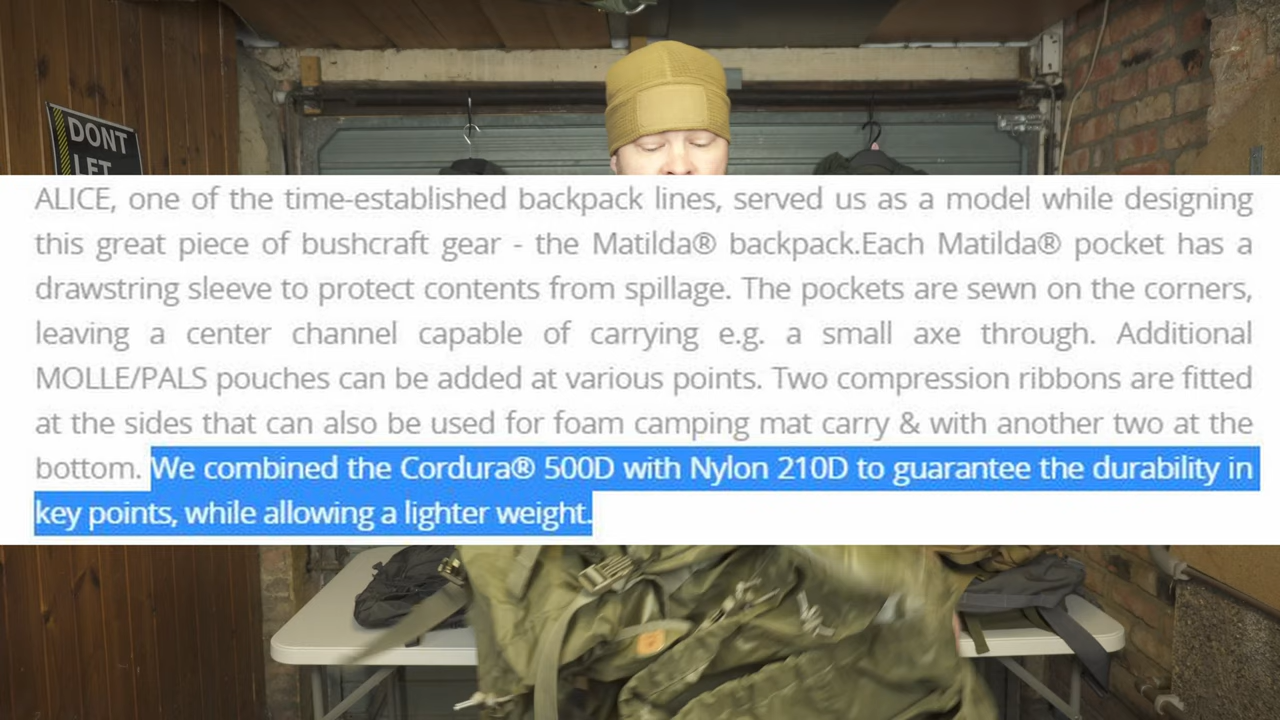 DONT
LET
ALICE, one of the time-established backpack lines, served us as a model while designing
this great piece of bushcraft gear - the Matilda® backpack.Each Matilda® pocket has a
drawstring sleeve to protect contents from spillage. The pockets are sewn on the corners,
leaving a center channel capable of carrying e.g. a small axe through. Additional
MOLLE/PALS pouches can be added at various points. Two compression ribbons are fitted
at the sides that can also be used for foam camping mat carry & with another two at the
bottom. We combined the Cordura® 500D with Nylon 210D to guarantee the durability in
key points, while allowing a lighter weight.